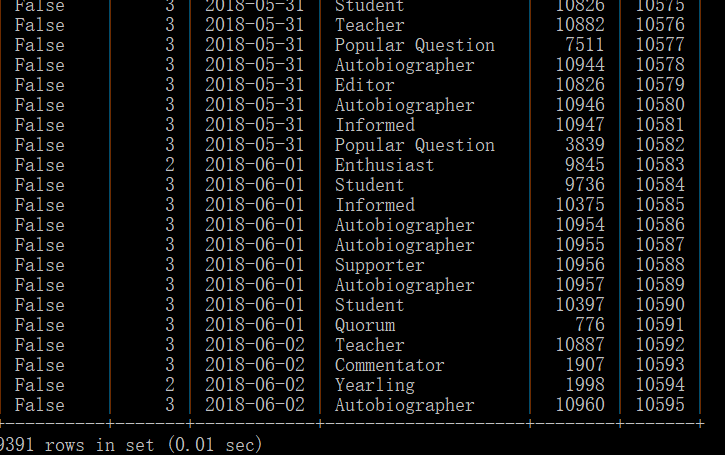 False | 3 | 2018-05-31 | Student | 10826 | 10575 |
False | 3 | 2018-05-31 | Teacher | 10882 | 10576 |
False | 3 | 2018-05-31 | Popular Question | 7511 | 10577 |
False | 3 | 2018-05-31 | Autobiographer | 10944 | 10578 |
False | 3 | 2018-05-31 | Editor | 10826 | 10579 |
False | 3 | 2018-05-31 | Autobiographer | 10946 | 10580 |
False | 3 | 2018-05-31 | Informed | 10947 | 10581 |
False | 3 | 2018-05-31 | Popular Question | 3839 | 10582 |
False | 2 | 2018-06-01 | Enthusiast | 9845 | 10583 |
False | 3 | 2018-06-01 | Student | 9736 | 10584 |
False | 3 | 2018-06-01 | Informed | 10375 | 10585 |
False | 3 | 2018-06-01 | Autobiographer | 10954 | 10586 |
False | 3 | 2018-06-01 | Autobiographer | 10955 | 10587 |
False | 3 | 2018-06-01 | Supporter | 10956 | 10588 |
False | 3 | 2018-06-01 | Autobiographer | 10957 | 10589 |
False | 3 | 2018-06-01 | Student | 10397 | 10590 |
False | 3 | 2018-06-01 | Quorum | 776 | 10591 |
False | 3 | 2018-06-02 | Teacher | 10887 | 10592 |
False | 3 | 2018-06-02 | Commentator | 1907 | 10593 |
False | 2 | 2018-06-02 | Yearling | 1998 | 10594 |
False | 3 | 2018-06-02 | Autobiographer | 10960 | 10595 |
9391 rows in set (0.01 sec)